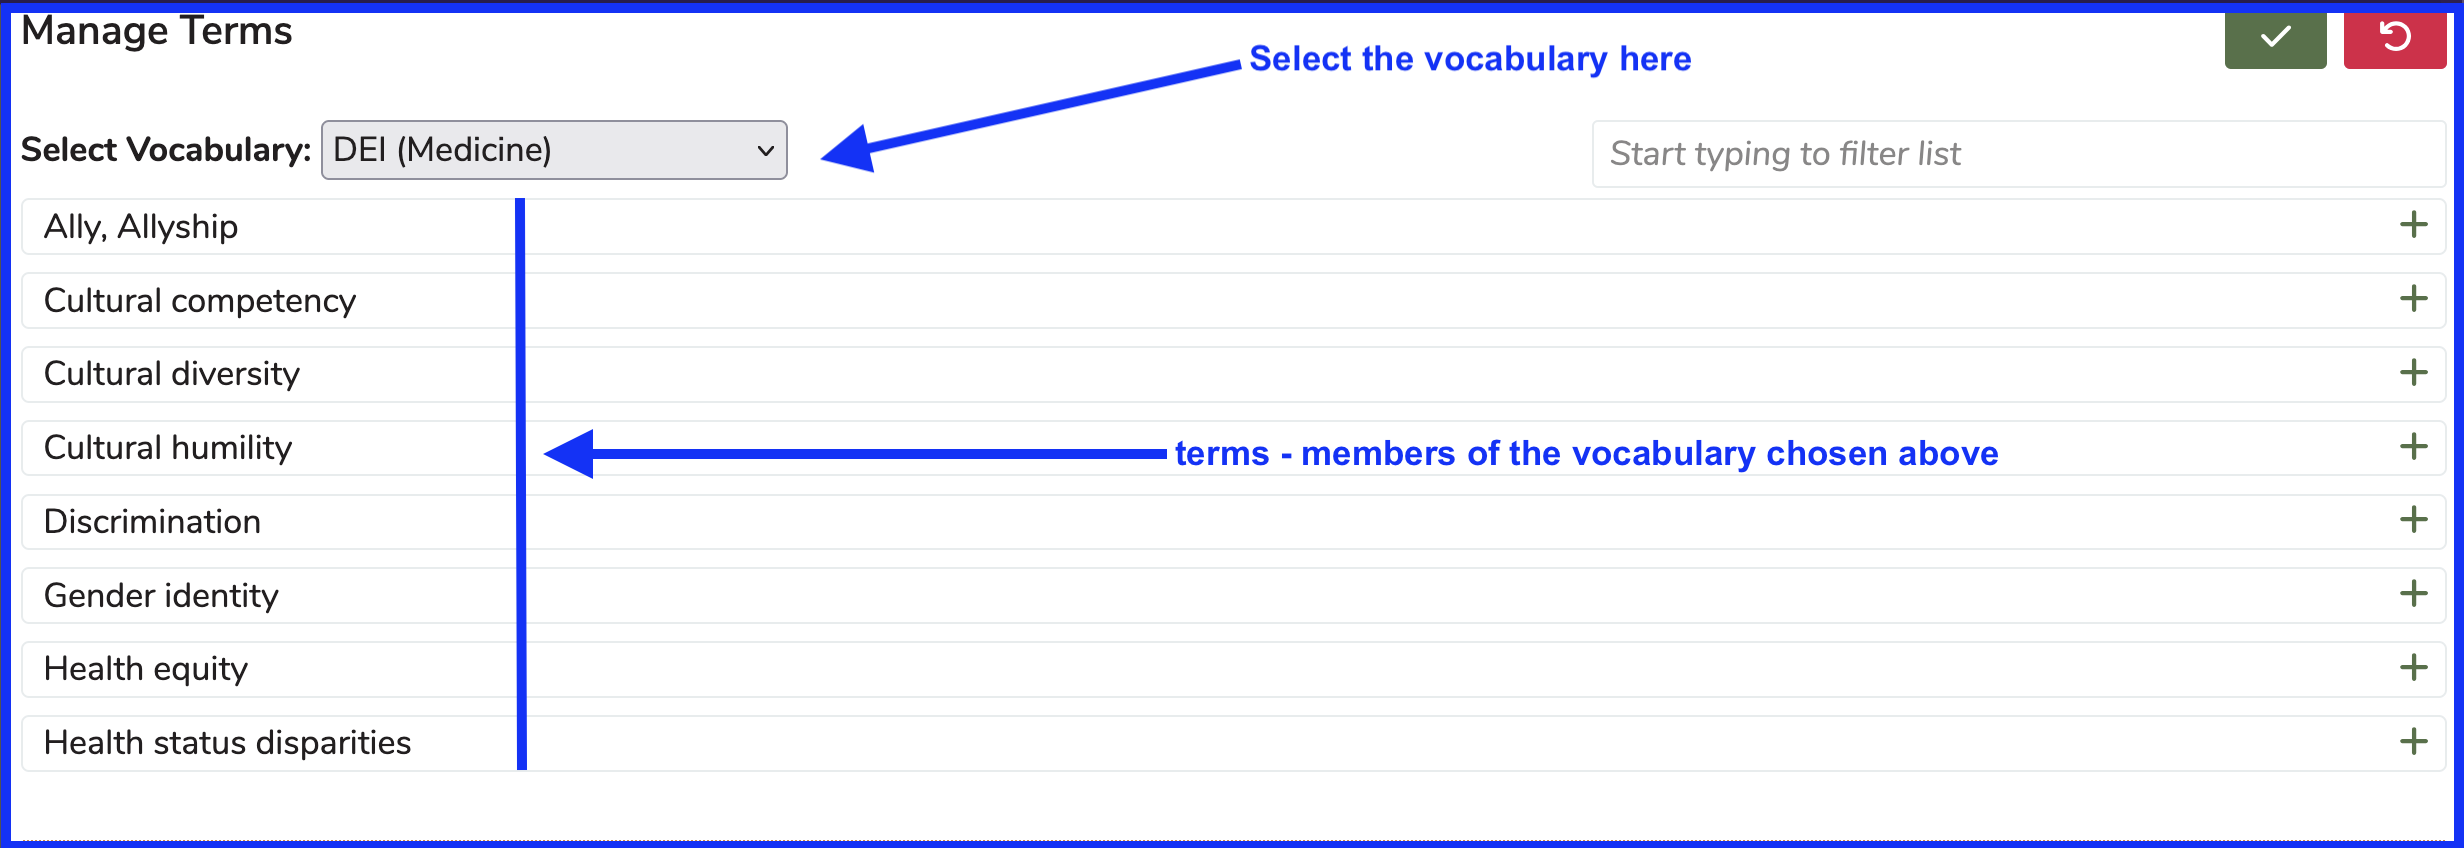 Manage Terms
Select the vocabulary here
Select Vocabulary: DEI (Medicine)
Start typing to filter list
Ally, Allyship
Cultural competency
Cultural diversity
Cultural humility
terms - members of the vocabulary chosen above
Discrimination
Gender identity
Health equity
Health status disparities